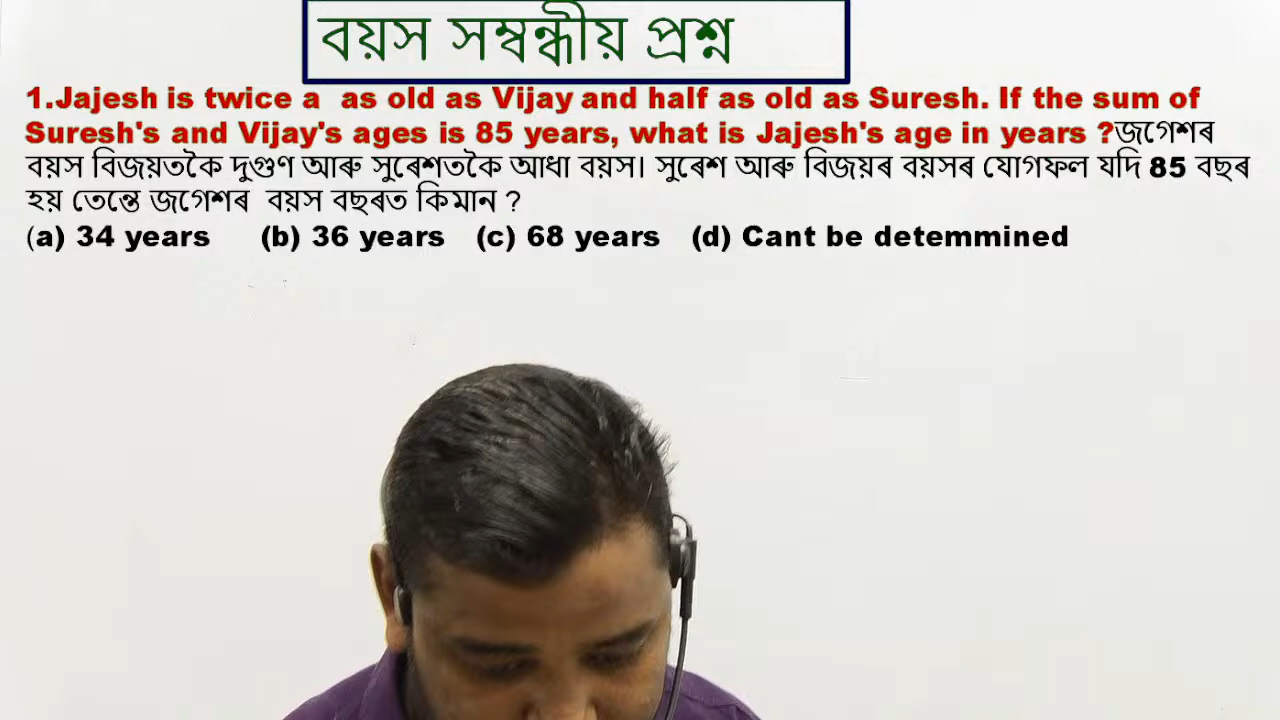 বয়স সম্বন্ধীয় প্ৰশ্ন
1.Jajesh is twice a as old as Vijay and half as old as Suresh. If the sum of
Suresh's and Vijay's ages is 85 years, what is Jajesh's age in years ?জগেশৰ
বয়স বিজয়তকৈ দুগুণ আৰু সুৰেশতকৈ আধা বয়স। সুৰেশ আৰু বিজয়ৰ বয়সৰ যোগফল যদি 85 বছৰ
হয় তেন্তে জগেশৰ বয়স বছৰত কিমান ?
(a) 34 years (b) 36 years (c) 68 years (d) Cant be detemmined